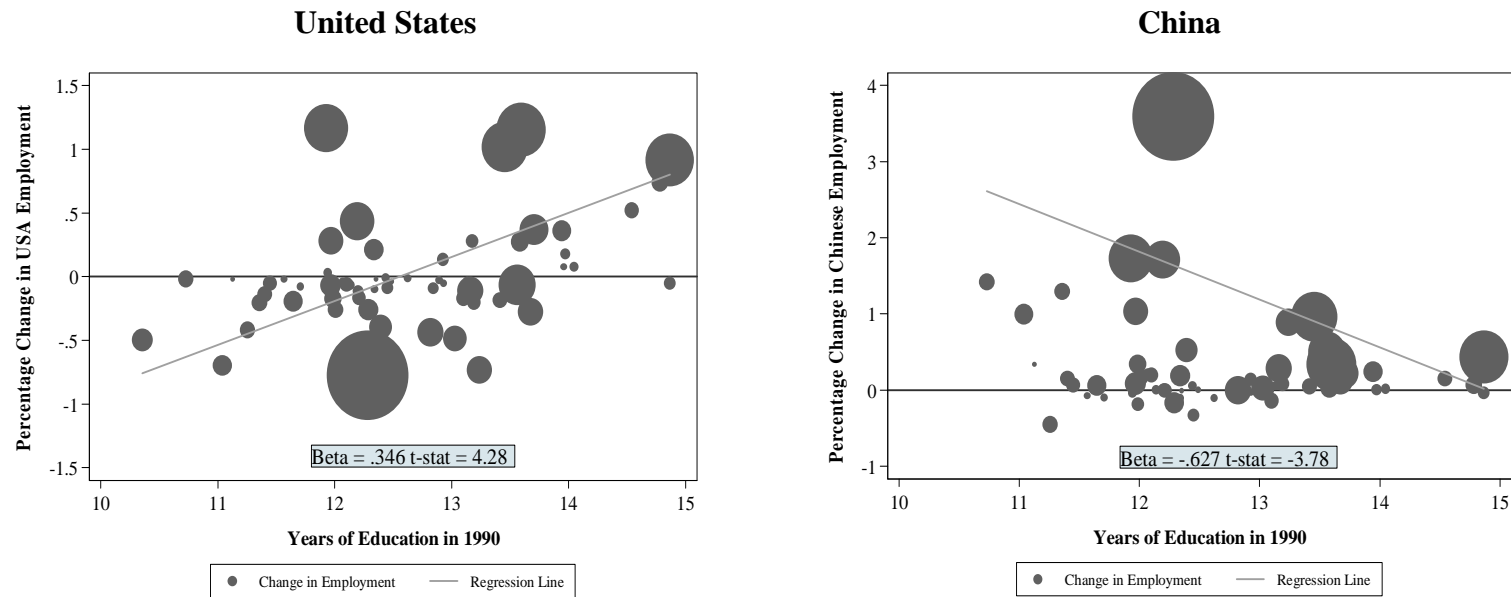 United States
Percentage Change in USA Employment
1.5
1
.5
0
-.5
-1
-1.5
Beta = .346 t-stat = 4.28
10 11 12 13 14 15
Years of Education in 1990
Change in Employment Regression Line
China
Percentage Change in Chinese Employment
4
3
2
1
0
-1
Beta = -.627 t-stat = -3.78
10 11 12 13 14 15
Years of Education in 1990
Change in Employment Regression Line